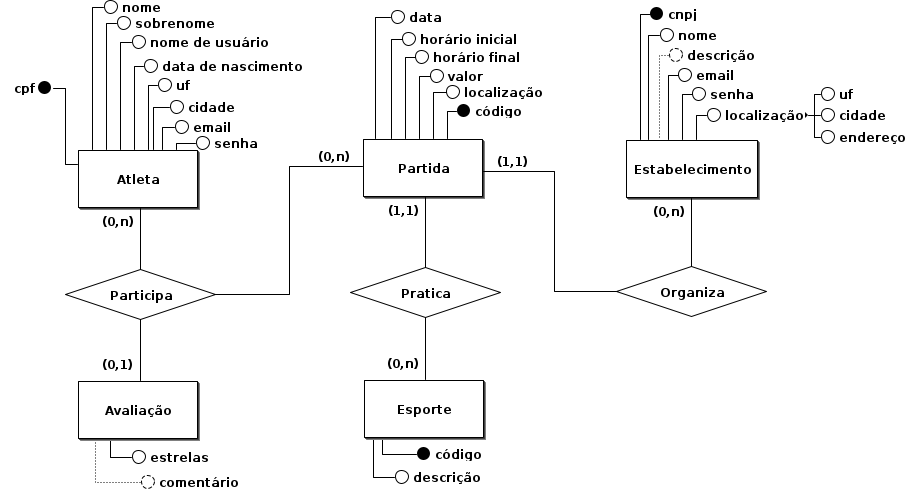 nome
sobrenome
nome de usuário
data de nascimento
cpf
uf
cidade
email
senha
Atleta
data
horário inicial
horário final
valor
localização
código
Partida
cnpj
nome
descrição
email
senha
localização
uf
cidade
endereço
Estabelecimento
(0,n)
(1,1)
(0,n)
(1,1)
(0,n)
Participa
Pratica
Organiza
(0,1)
(0,n)
Avaliação
Esporte
estrelas
comentário
código
descrição